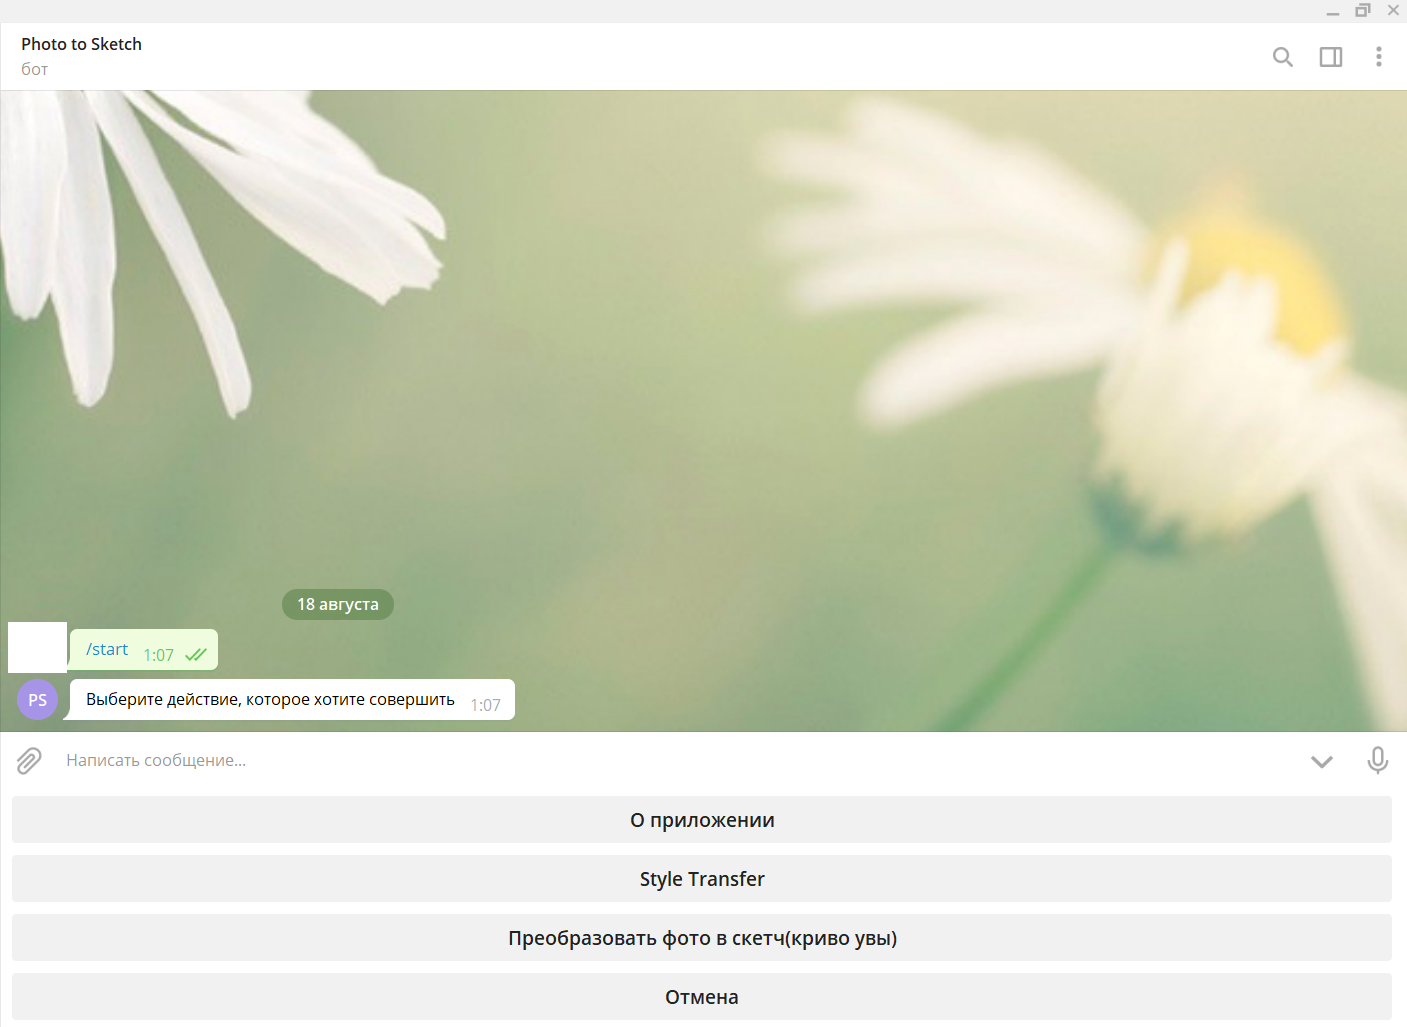 Photo to Sketch
бот
18 августа
/start 1:07
PS
Выберите действие, которое хотите совершить 1:07
Написать сообщение...
О приложении
Style Transfer
Преобразовать фото в скетч(криво увы)
Отмена